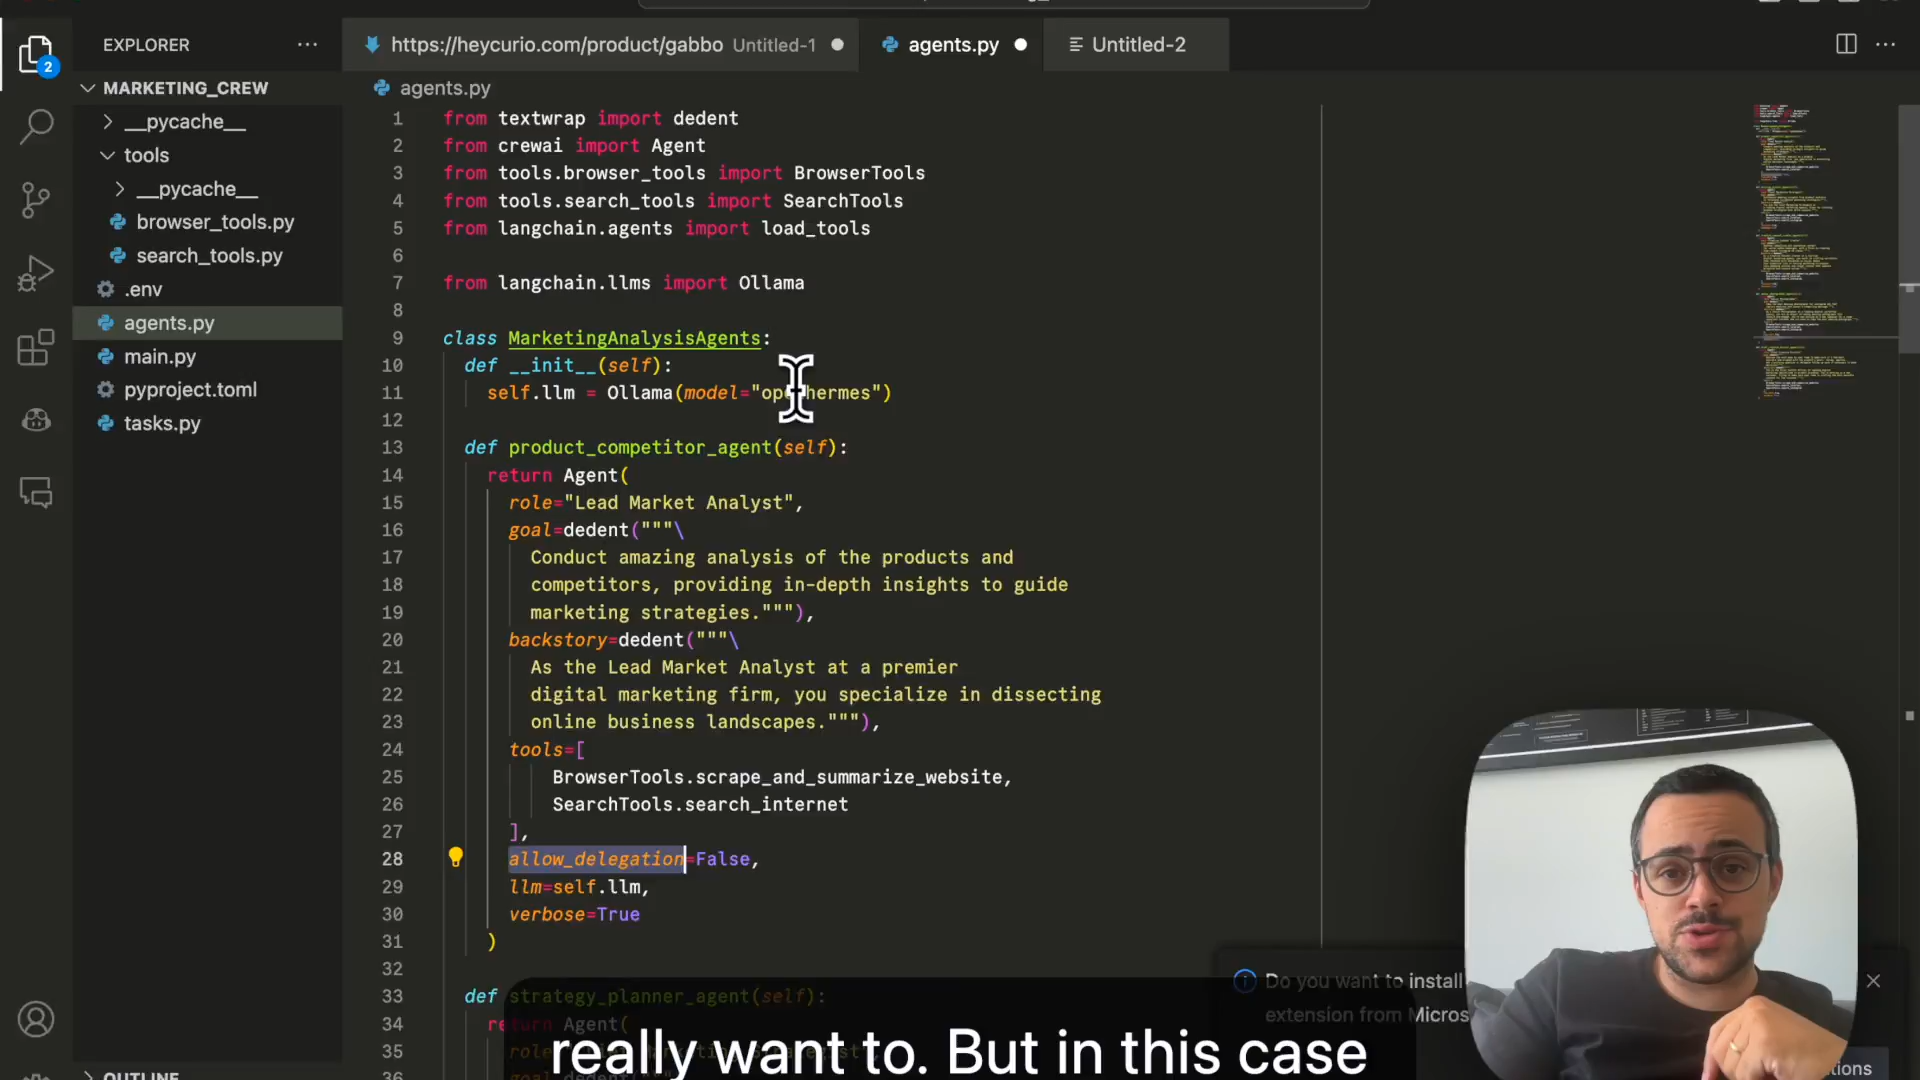 EXPLORER
2
MARKETING_CREW
__pycache__
tools
__pycache__
browser_tools.py
search_tools.py
.env
agents.py
main.py
pyproject.toml
tasks.py
OUTLINE
https://heycurio.com/product/gabbo Untitled-1
agents.py
Untitled-2
agents.py
1 from textwrap import dedent
2 from crewai import Agent
3 from tools.browser_tools import BrowserTools
4 from tools.search_tools import SearchTools
5 from langchain.agents import load_tools
6
7 from langchain.llms import Ollama
8
9 class MarketingAnalysisAgents:
10 def __init__(self):
11 self.llm = Ollama(model="openhermes")
12
13 def product_competitor_agent(self):
14 return Agent(
15 role="Lead Market Analyst",
16 goal=dedent("""\
17 Conduct amazing analysis of the products and
18 competitors, providing in-depth insights to guide
19 marketing strategies."""),
20 backstory=dedent("""\
21 As the Lead Market Analyst at a premier
22 digital marketing firm, you specialize in dissecting
23 online business landscapes."""),
24 tools=[
25 BrowserTools.scrape_and_summarize_website,
26 SearchTools.search_internet
27 ],
28 allow_delegation=False,
29 llm=self.llm,
30 verbose=True
31 )
32
33 def strategy_planner_agent(self):
34 return Agent(
35
36
Do you want to install
extension from Micros
really want to. But in this case